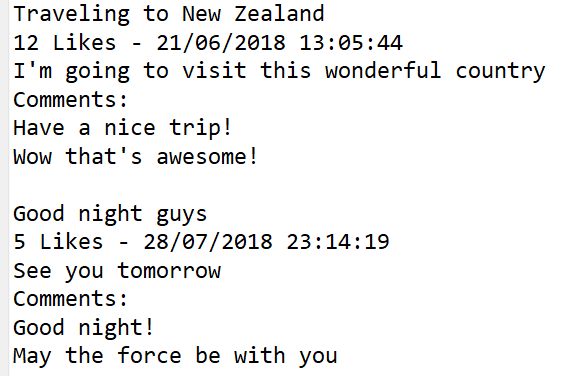 Traveling to New Zealand
12 Likes - 21/06/2018 13:05:44
I'm going to visit this wonderful country
Comments:
Have a nice trip!
Wow that's awesome!

Good night guys
5 Likes - 28/07/2018 23:14:19
See you tomorrow
Comments:
Good night!
May the force be with you